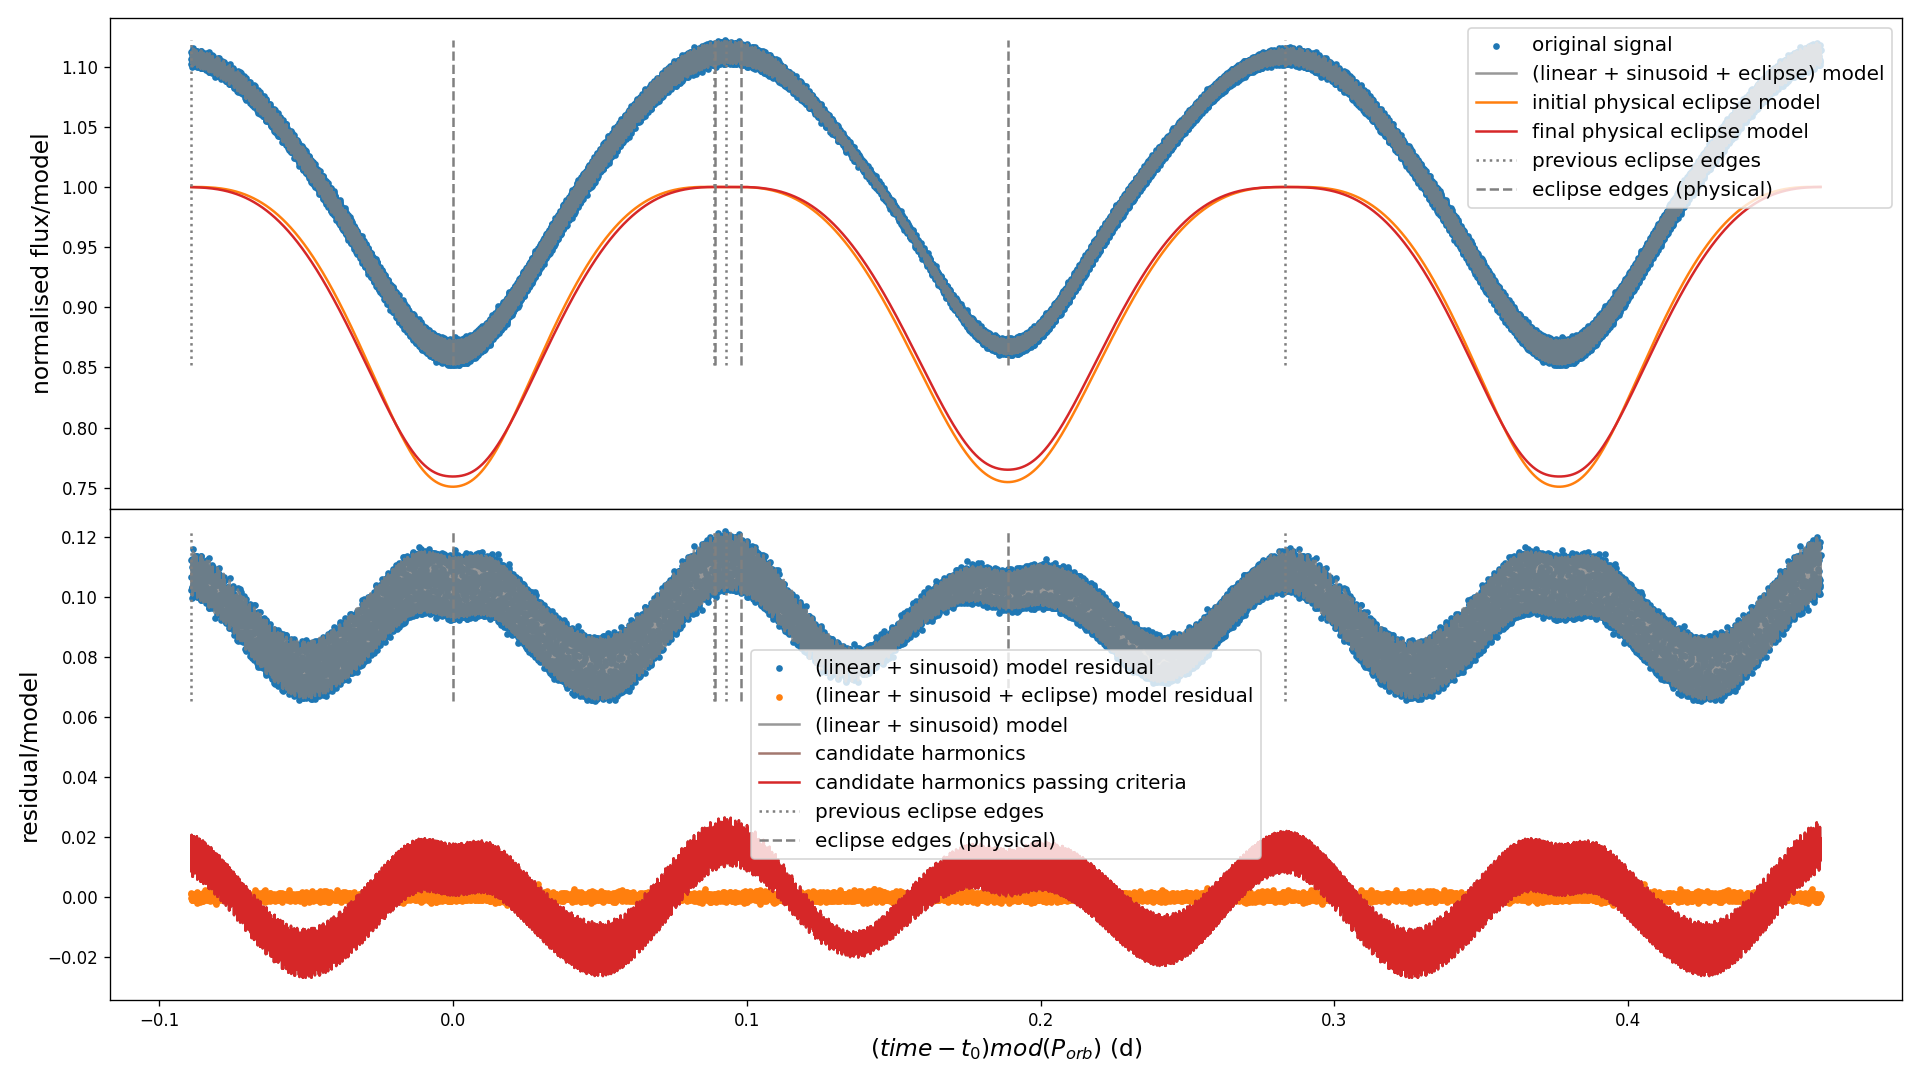 normalised flux/model
1.10
1.05
1.00
0.95
0.90
0.85
0.80
0.75
original signal
(linear + sinusoid + eclipse) model
initial physical eclipse model
final physical eclipse model
previous eclipse edges
eclipse edges (physical)
residual/model
0.12
0.10
0.08
0.06
0.04
0.02
0.00
−0.02
(linear + sinusoid) model residual
(linear + sinusoid + eclipse) model residual
(linear + sinusoid) model
candidate harmonics
candidate harmonics passing criteria
previous eclipse edges
eclipse edges (physical)
−0.1 0.0 0.1 0.2 0.3 0.4
(time − t₀)mod(Pₒᵣb) (d)